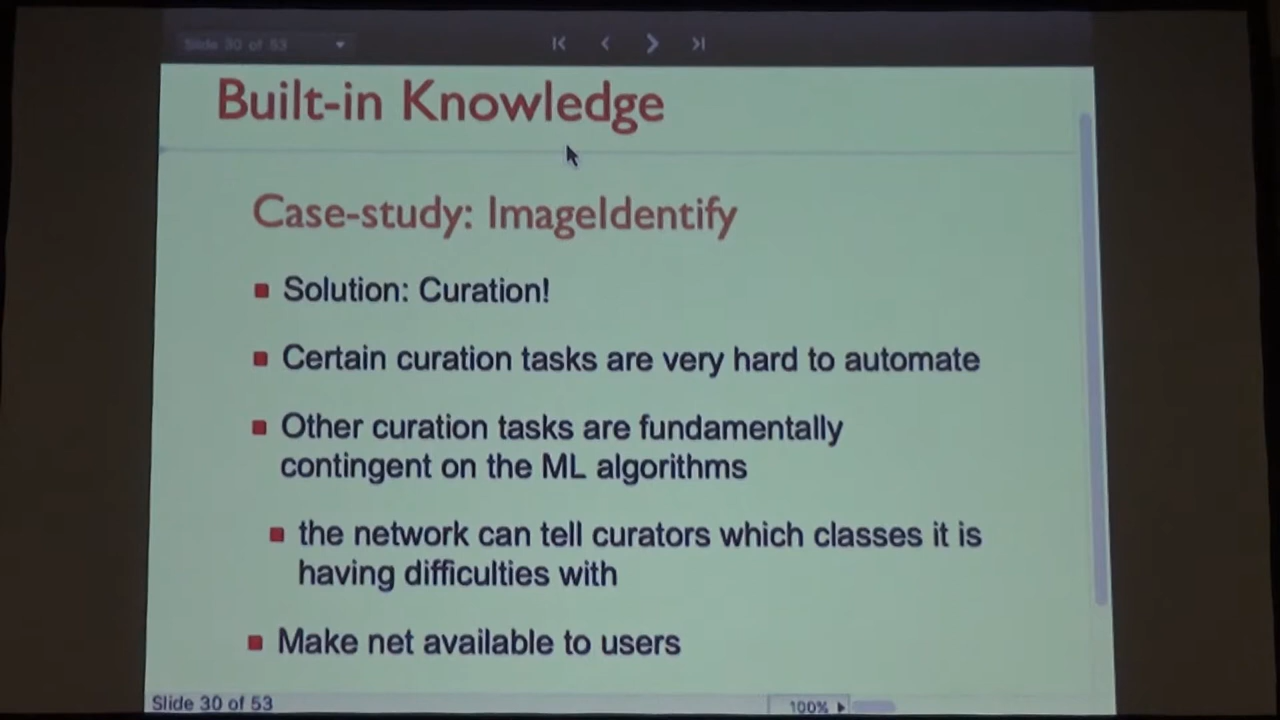 Slide 30 of 53
Built-in Knowledge
Case-study: ImageIdentify
Solution: Curation!
Certain curation tasks are very hard to automate
Other curation tasks are fundamentally
contingent on the ML algorithms
the network can tell curators which classes it is
having difficulties with
Make net available to users
Slide 30 of 53
100%